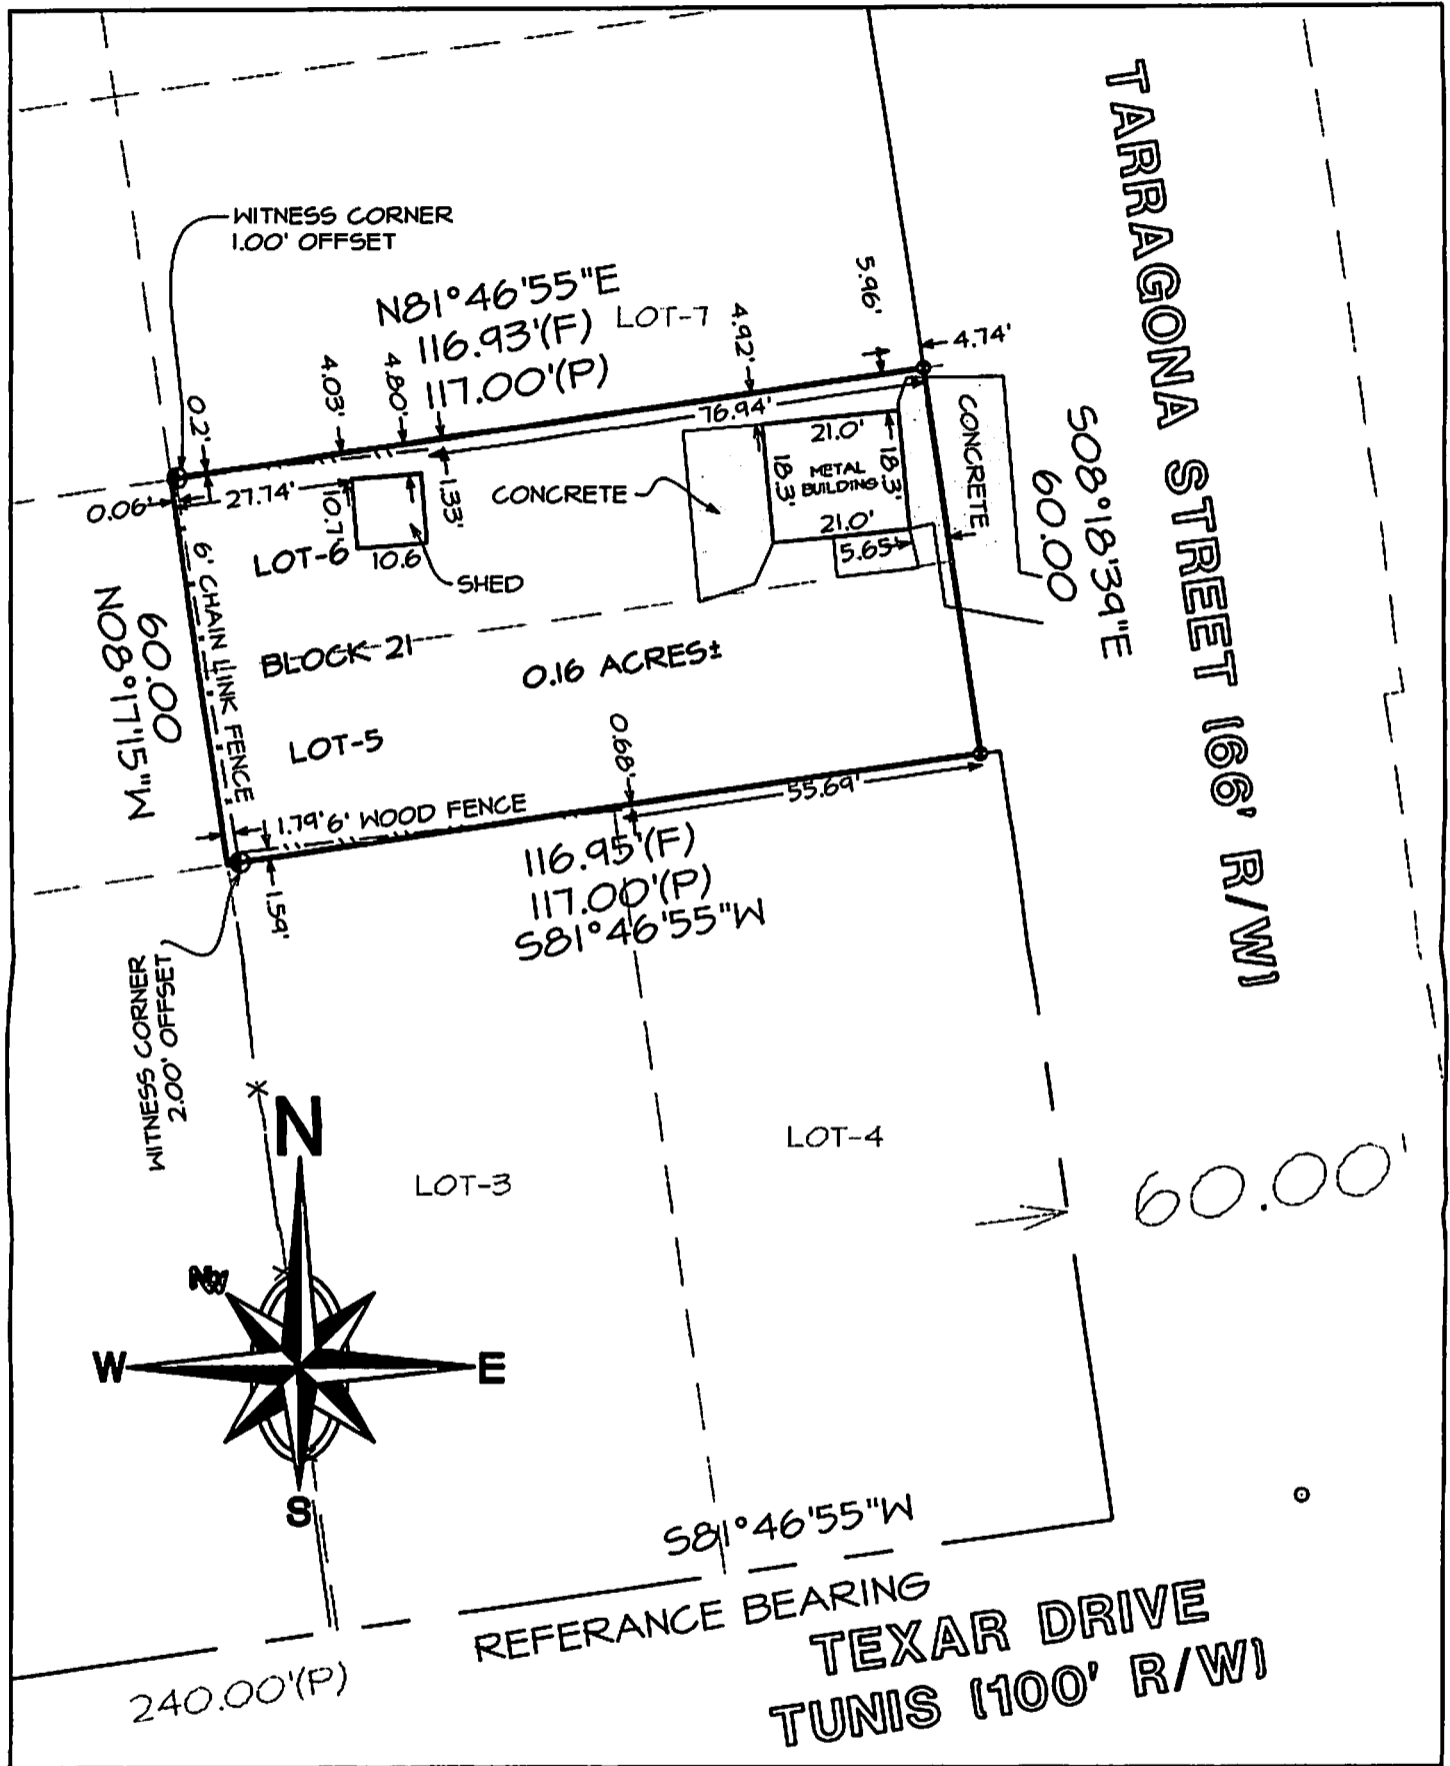 WITNESS CORNER
1.00' OFFSET
N81°46'55"E
116.93'(F)
117.00'(P)
LOT-7
5.96'
4.92'
4.74'
4.03'
4.80'
0.2'
76.94'
0.06'
27.74'
10.7'
10.6
1.33'
SHED
CONCRETE
21.0'
18.3'
METAL
BUILDING
18.3'
21.0'
5.65'
CONCRETE
S08°18'39"E
60.00
TARRAGONA STREET (66' R/W)
LOT-6
BLOCK-21
0.16 ACRES±
LOT-5
6' CHAIN LINK FENCE
N08°17'15"W
60.00
0.68'
55.69'
1.79'
6' WOOD FENCE
1.59'
116.95'(F)
117.00'(P)
S81°46'55"W
WITNESS CORNER
2.00' OFFSET
LOT-3
LOT-4
60.00'
N
NW
W
E
S
S81°46'55"W
REFERANCE BEARING
240.00'(P)
TEXAR DRIVE
TUNIS (100' R/W)